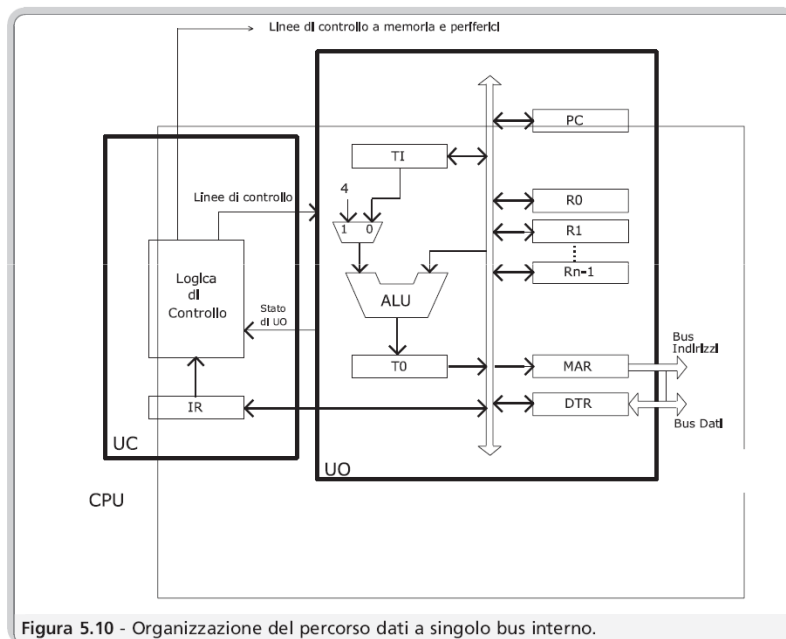 Linee di controllo a memoria e periferici
PC
TI
4
Linee di controllo
1 0
R0
R1
Rn-1
Logica
di
Controllo
ALU
Stato
di UO
Bus
Indirizzi
T0
MAR
IR
DTR
Bus Dati
UC
UO
CPU
Figura 5.10 - Organizzazione del percorso dati a singolo bus interno.